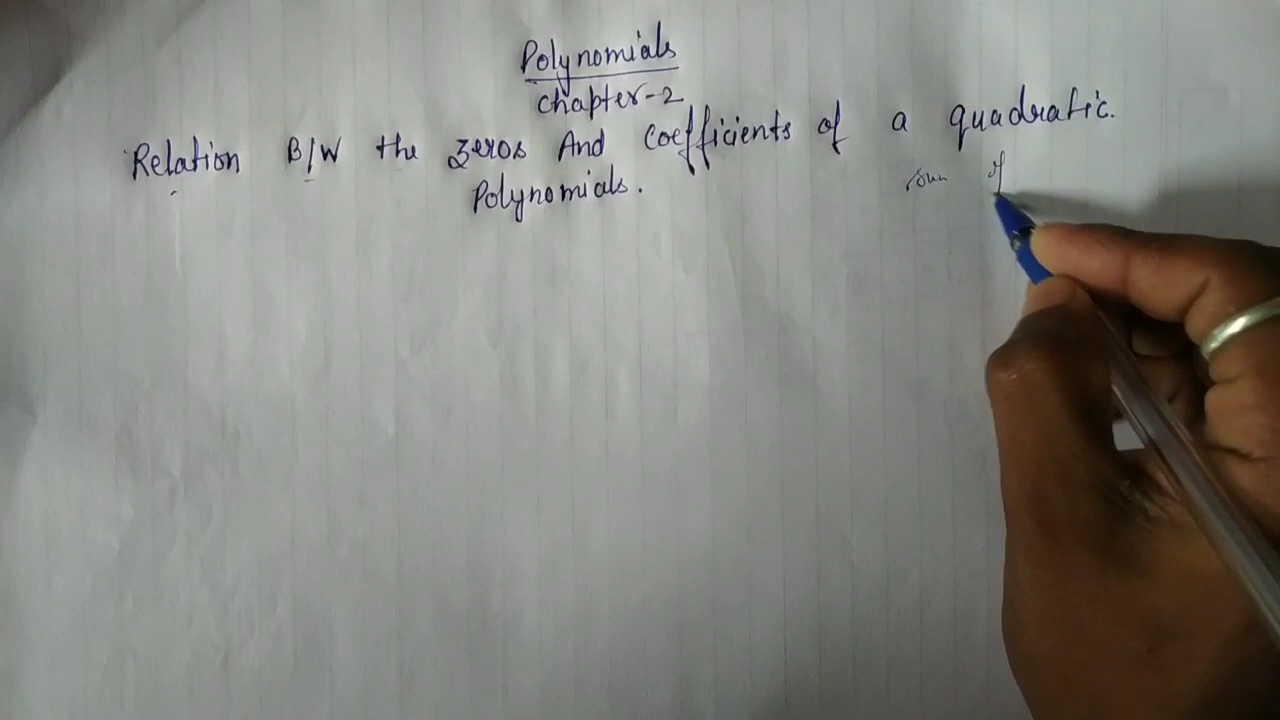 Polynomials
chapter-2
Relation B/W the zeros And coefficients of a quadratic.
Polynomials.
sum of